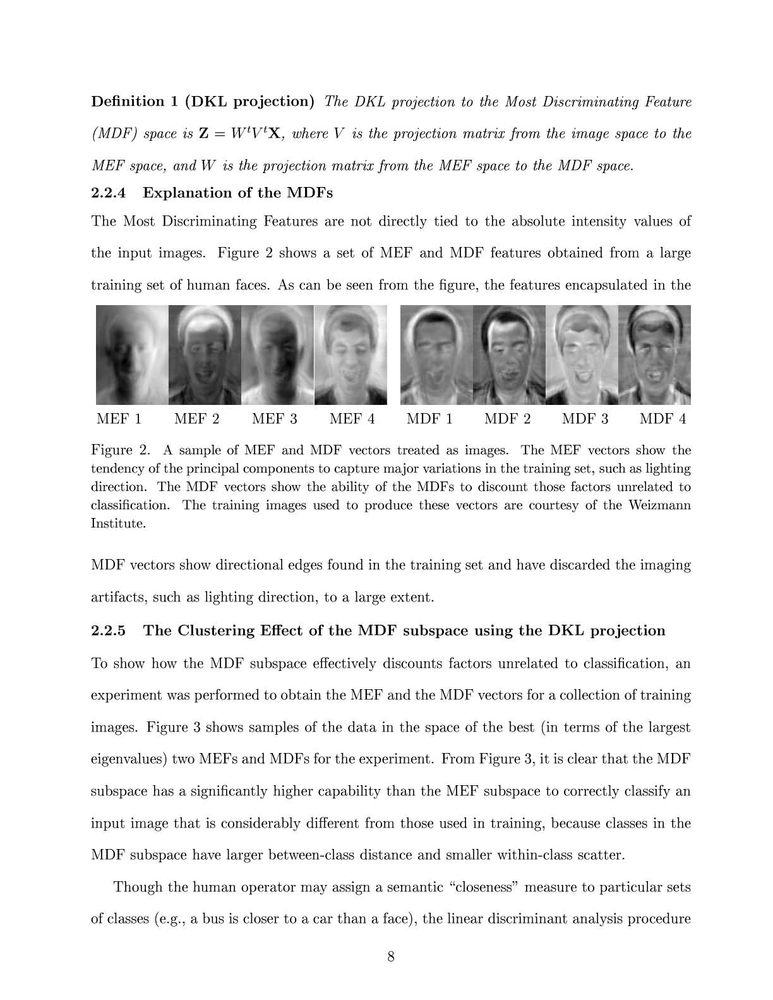 Definition 1 (DKL projection) The DKL projection to the Most Discriminating Feature
(MDF) space is Z = WᵗVᵗX, where V is the projection matrix from the image space to the
MEF space, and W is the projection matrix from the MEF space to the MDF space.
2.2.4 Explanation of the MDFs
The Most Discriminating Features are not directly tied to the absolute intensity values of
the input images. Figure 2 shows a set of MEF and MDF features obtained from a large
training set of human faces. As can be seen from the figure, the features encapsulated in the
MEF 1 MEF 2 MEF 3 MEF 4 MDF 1 MDF 2 MDF 3 MDF 4
Figure 2. A sample of MEF and MDF vectors treated as images. The MEF vectors show the
tendency of the principal components to capture major variations in the training set, such as lighting
direction. The MDF vectors show the ability of the MDFs to discount those factors unrelated to
classification. The training images used to produce these vectors are courtesy of the Weizmann
Institute.
MDF vectors show directional edges found in the training set and have discarded the imaging
artifacts, such as lighting direction, to a large extent.
2.2.5 The Clustering Effect of the MDF subspace using the DKL projection
To show how the MDF subspace effectively discounts factors unrelated to classification, an
experiment was performed to obtain the MEF and the MDF vectors for a collection of training
images. Figure 3 shows samples of the data in the space of the best (in terms of the largest
eigenvalues) two MEFs and MDFs for the experiment. From Figure 3, it is clear that the MDF
subspace has a significantly higher capability than the MEF subspace to correctly classify an
input image that is considerably different from those used in training, because classes in the
MDF subspace have larger between-class distance and smaller within-class scatter.
Though the human operator may assign a semantic “closeness” measure to particular sets
of classes (e.g., a bus is closer to a car than a face), the linear discriminant analysis procedure
8